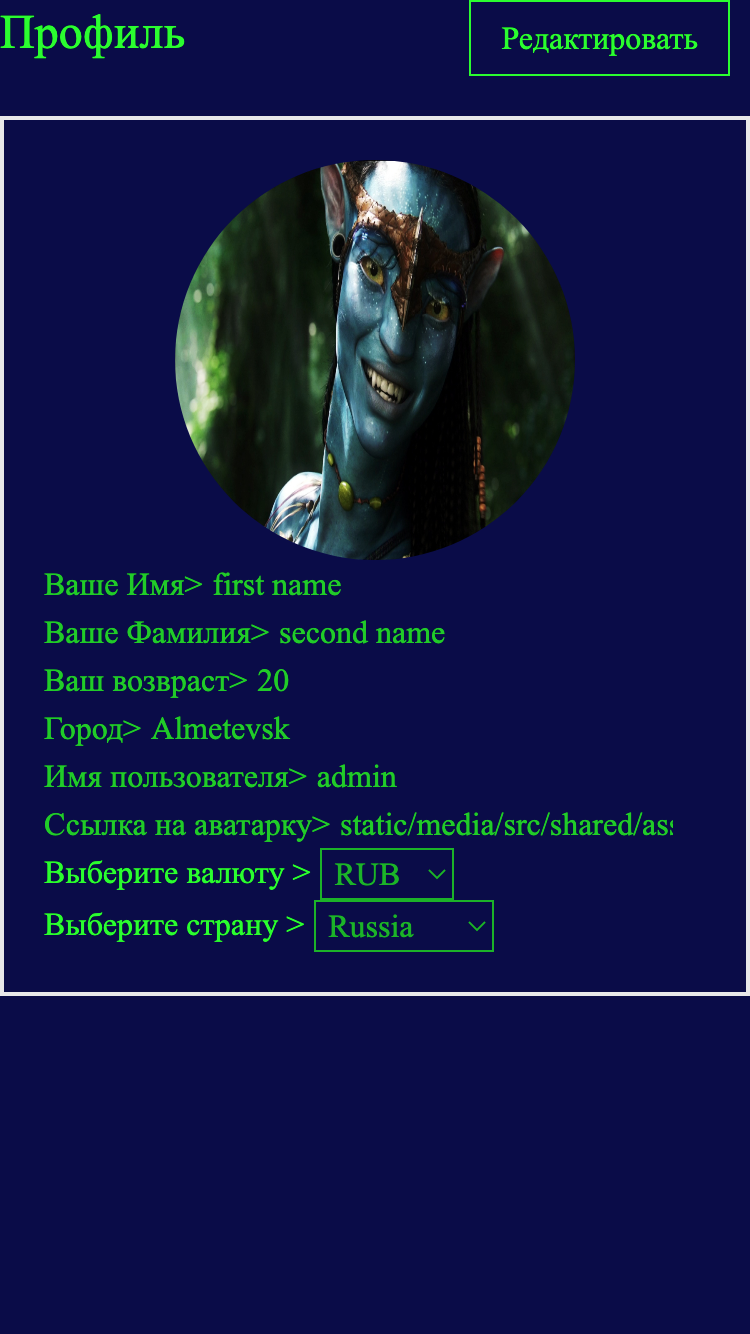 Профиль
Редактировать
Ваше Имя> first name
Ваше Фамилия> second name
Ваш возвраст> 20
Город> Almetevsk
Имя пользователя> admin
Ссылка на аватарку> static/media/src/shared/ass
Выберите валюту > RUB
Выберите страну > Russia